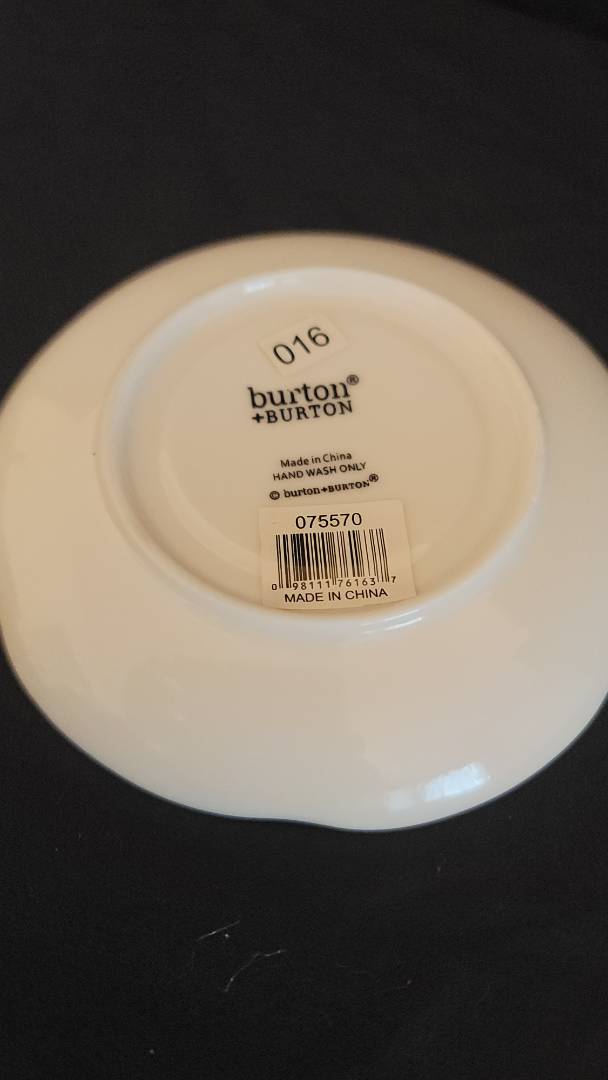 016
burton®
+BURTON
Made in China
HAND WASH ONLY
© burton+BURTON®
075570
0 98111 76163 7
MADE IN CHINA